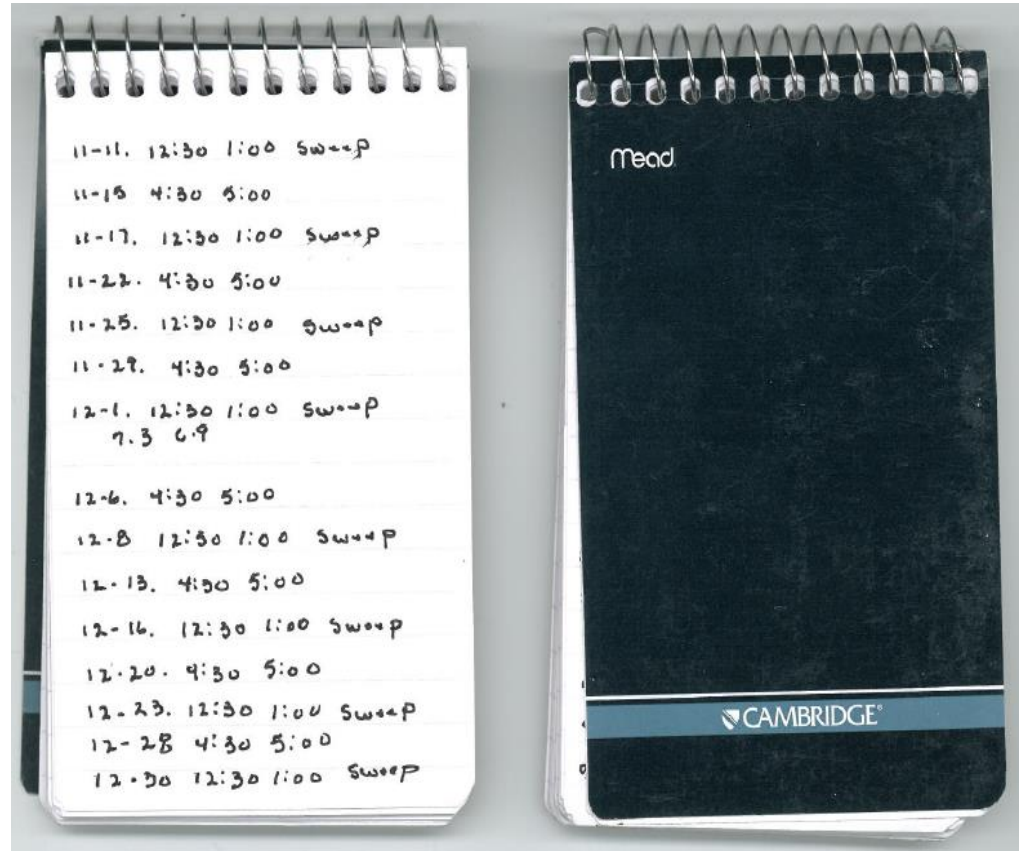 11-11. 12:30 1:00 Sweep
11-15 4:30 5:00
11-17. 12:30 1:00 Sweep
11-22. 4:30 5:00
11-25. 12:30 1:00 Sweep
11-29. 4:30 5:00
12-1. 12:30 1:00 Sweep
7.3 6.9
12-6. 4:30 5:00
12-8 12:30 1:00 Sweep
12-13. 4:30 5:00
12-16. 12:30 1:00 Sweep
12-20. 4:30 5:00
12-23. 12:30 1:00 Sweep
12-28 4:30 5:00
12-30 12:30 1:00 Sweep
Mead
CAMBRIDGE®